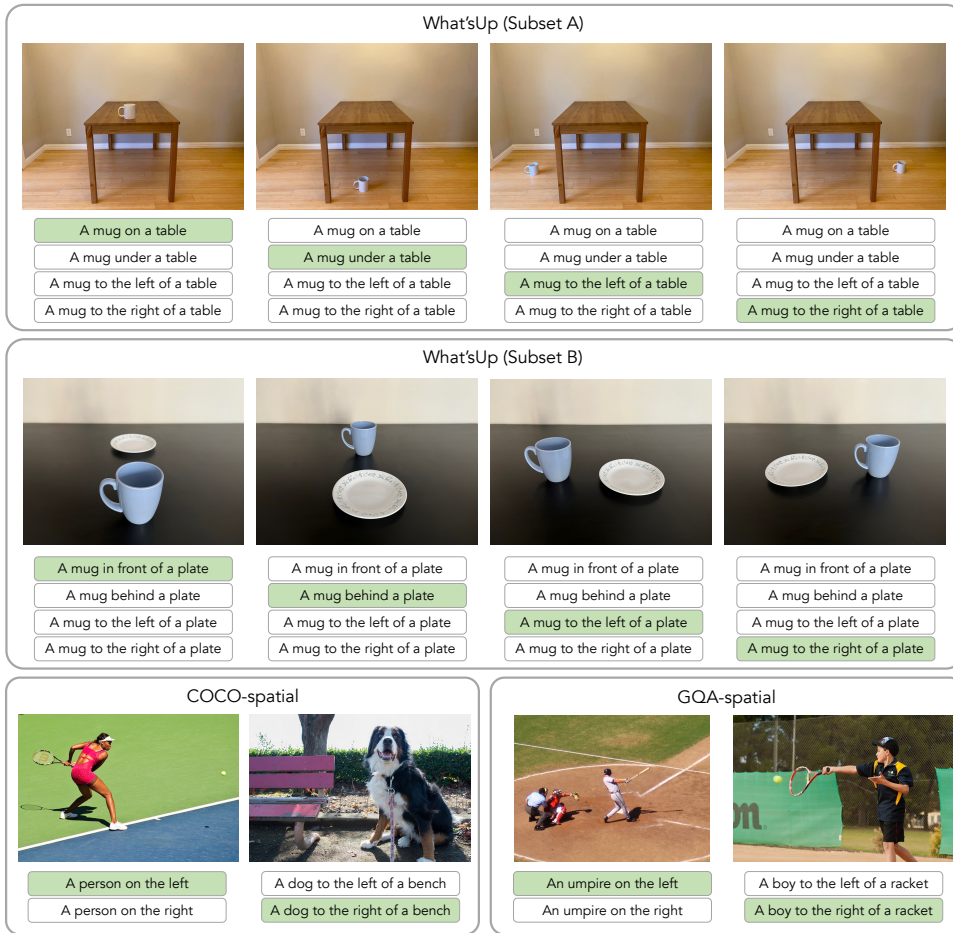 What'sUp (Subset A)
A mug on a table
A mug under a table
A mug to the left of a table
A mug to the right of a table
A mug on a table
A mug under a table
A mug to the left of a table
A mug to the right of a table
A mug on a table
A mug under a table
A mug to the left of a table
A mug to the right of a table
A mug on a table
A mug under a table
A mug to the left of a table
A mug to the right of a table
What'sUp (Subset B)
A mug in front of a plate
A mug behind a plate
A mug to the left of a plate
A mug to the right of a plate
A mug in front of a plate
A mug behind a plate
A mug to the left of a plate
A mug to the right of a plate
A mug in front of a plate
A mug behind a plate
A mug to the left of a plate
A mug to the right of a plate
A mug in front of a plate
A mug behind a plate
A mug to the left of a plate
A mug to the right of a plate
COCO-spatial
A person on the left
A person on the right
A dog to the left of a bench
A dog to the right of a bench
GQA-spatial
An umpire on the left
An umpire on the right
A boy to the left of a racket
A boy to the right of a racket